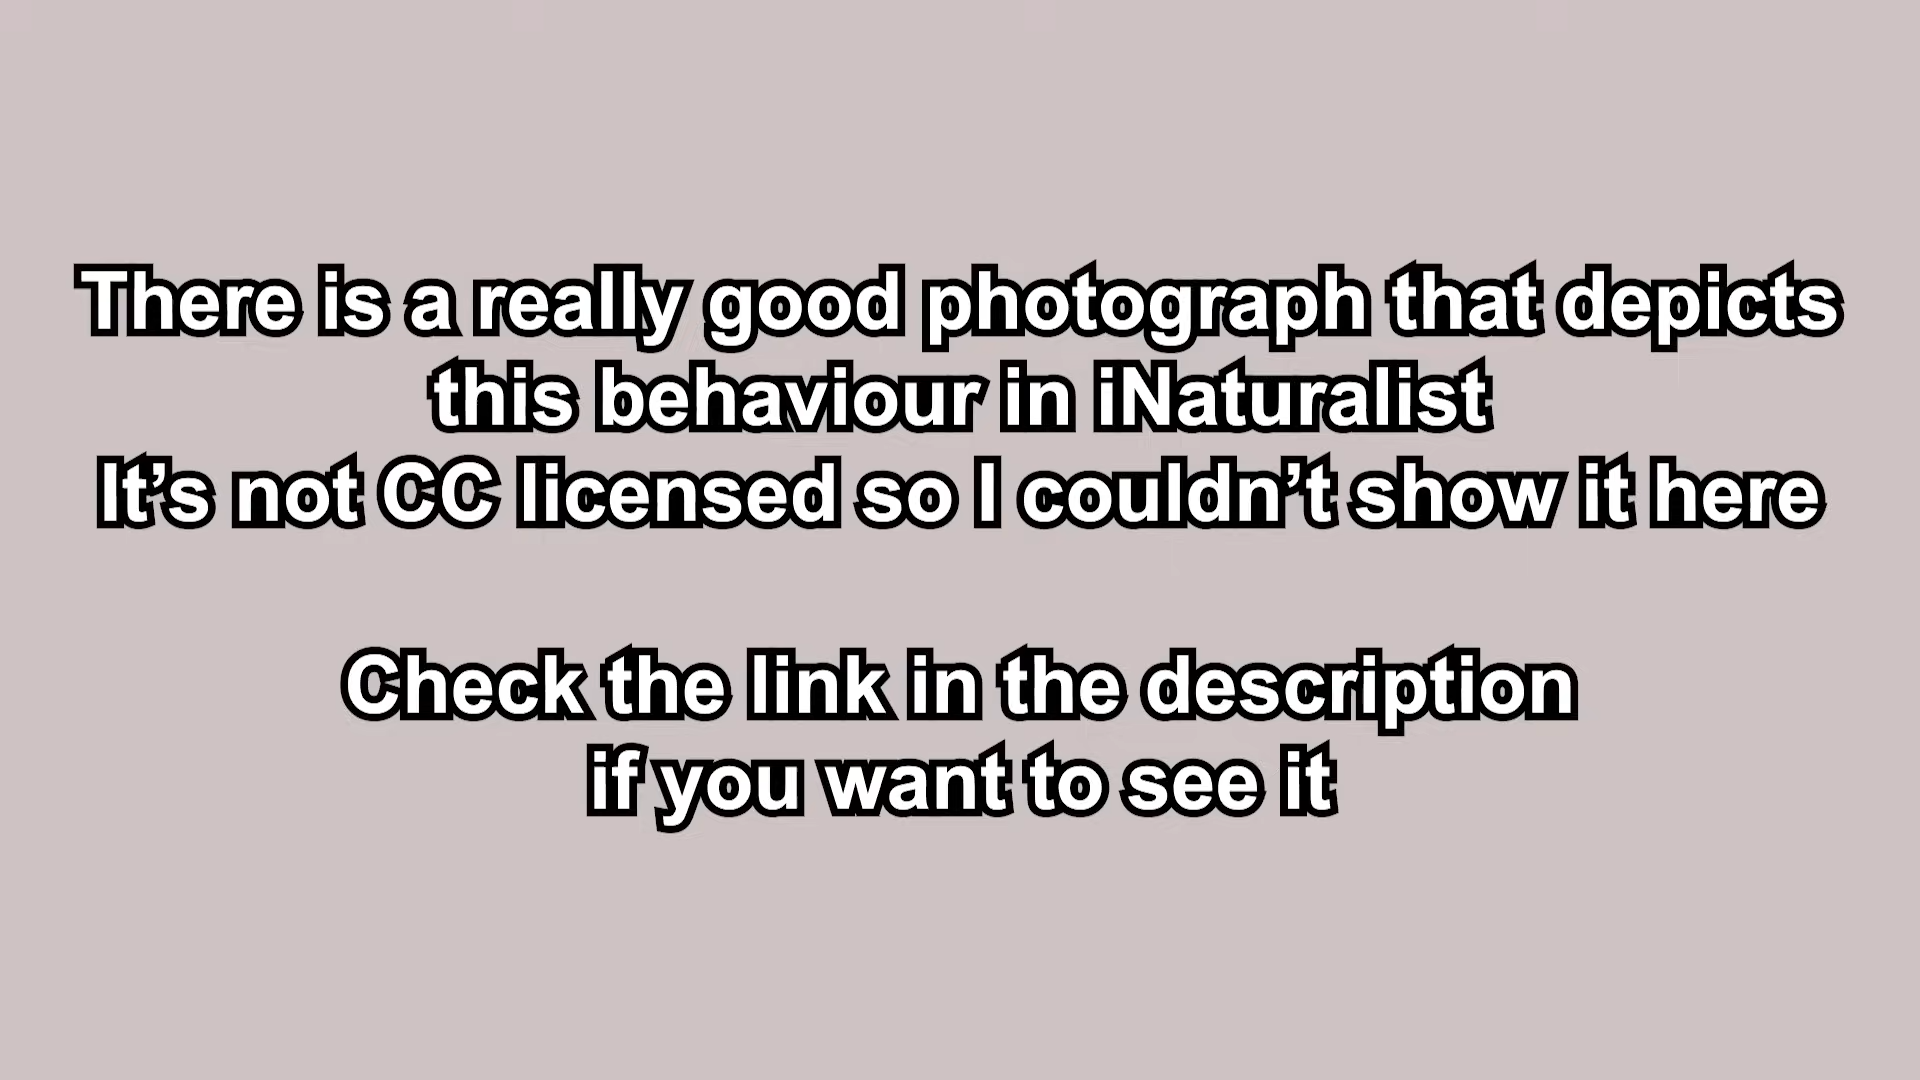 There is a really good photograph that depicts
this behaviour in iNaturalist
It’s not CC licensed so I couldn’t show it here
Check the link in the description
if you want to see it